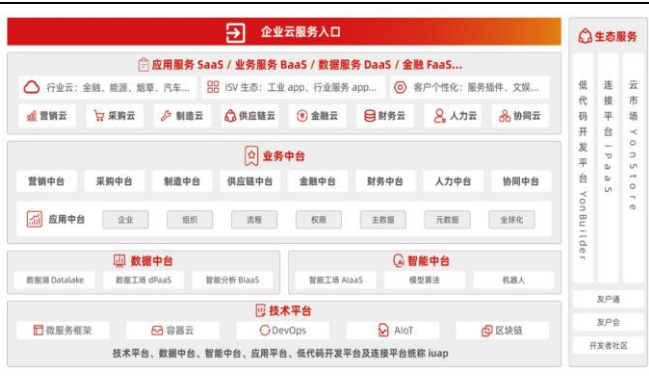 企业云服务入口
应用服务 SaaS / 业务服务 BaaS / 数据服务 DaaS / 金融 FaaS...
行业云：金融、能源、烟草、汽车... ISV 生态：工业 app、行业服务 app... 客户个性化：服务插件、文娱...
营销云 采购云 制造云 供应链云 金融云 财务云 人力云 协同云
业务中台
营销中台 采购中台 制造中台 供应链中台 金融中台 财务中台 人力中台 协同中台
应用中台 企业 组织 流程 权限 主数据 元数据 全球化
数据中台
数据湖 Datalake 数据工场 dPaaS 智能分析 BIaaS
智能中台
智能工场 AIaaS 模型算法 机器人
技术平台
微服务框架 容器云 DevOps AIoT 区块链
技术平台、数据中台、智能中台、应用平台、低代码开发平台及连接平台统称 iuap
生态服务
低代码开发平台 YonBuilder
连接平台 iPaaS
云市场 YonStore
友户通
友户会
开发者社区